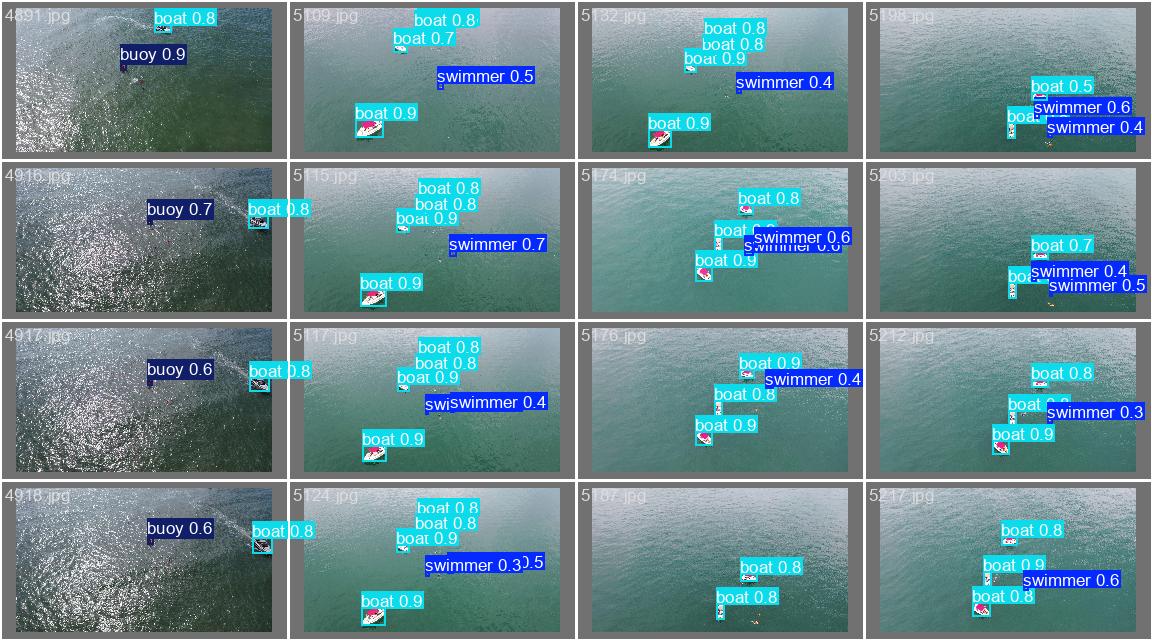 4891.jpg
boat 0.8
buoy 0.9
5109.jpg
boat 0.8
boat 0.7
swimmer 0.5
boat 0.9
5132.jpg
boat 0.8
boat 0.8
boat 0.9
swimmer 0.4
boat 0.9
5198.jpg
boat 0.5
swimmer 0.6
swimmer 0.4
4916.jpg
buoy 0.7
boat 0.8
5115.jpg
boat 0.8
boat 0.8
boat 0.9
swimmer 0.7
boat 0.9
5174.jpg
boat 0.8
swimmer 0.6
boat 0.9
5203.jpg
boat 0.7
swimmer 0.4
swimmer 0.5
4917.jpg
buoy 0.6
boat 0.8
5117.jpg
boat 0.8
boat 0.8
boat 0.9
swimmer 0.4
boat 0.9
5176.jpg
boat 0.9
swimmer 0.4
boat 0.8
boat 0.9
5212.jpg
boat 0.8
boat
swimmer 0.3
boat 0.9
4918.jpg
buoy 0.6
boat 0.8
5124.jpg
boat 0.8
boat 0.8
boat 0.9
swimmer 0.3
0.5
boat 0.9
5187.jpg
boat 0.8
boat 0.8
5217.jpg
boat 0.8
boat 0.9
swimmer 0.6
boat 0.8